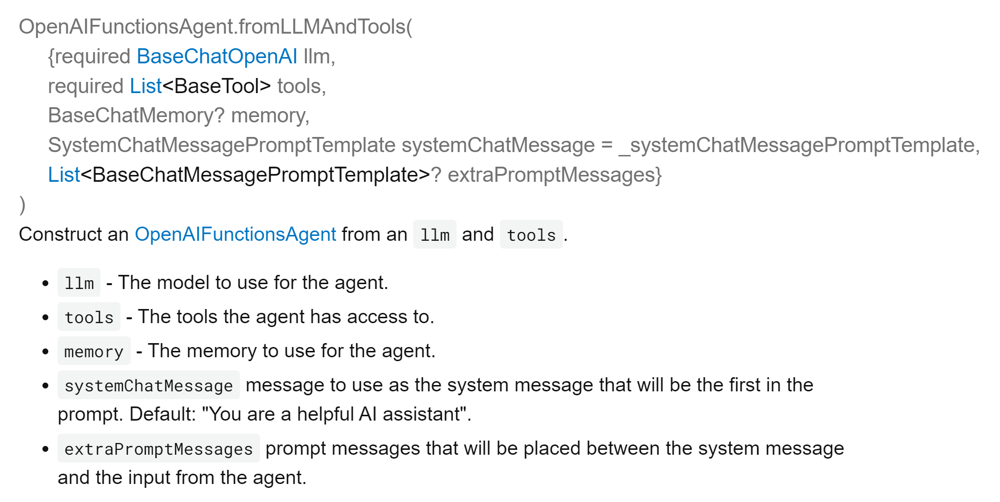 OpenAIFunctionsAgent.fromLLMAndTools(
{required BaseChatOpenAI llm,
required List<BaseTool> tools,
BaseChatMemory? memory,
SystemChatMessagePromptTemplate systemChatMessage = _systemChatMessagePromptTemplate,
List<BaseChatMessagePromptTemplate>? extraPromptMessages}
)
Construct an OpenAIFunctionsAgent from an llm and tools.
• llm - The model to use for the agent.
• tools - The tools the agent has access to.
• memory - The memory to use for the agent.
• systemChatMessage message to use as the system message that will be the first in the
prompt. Default: "You are a helpful AI assistant".
• extraPromptMessages prompt messages that will be placed between the system message
and the input from the agent.